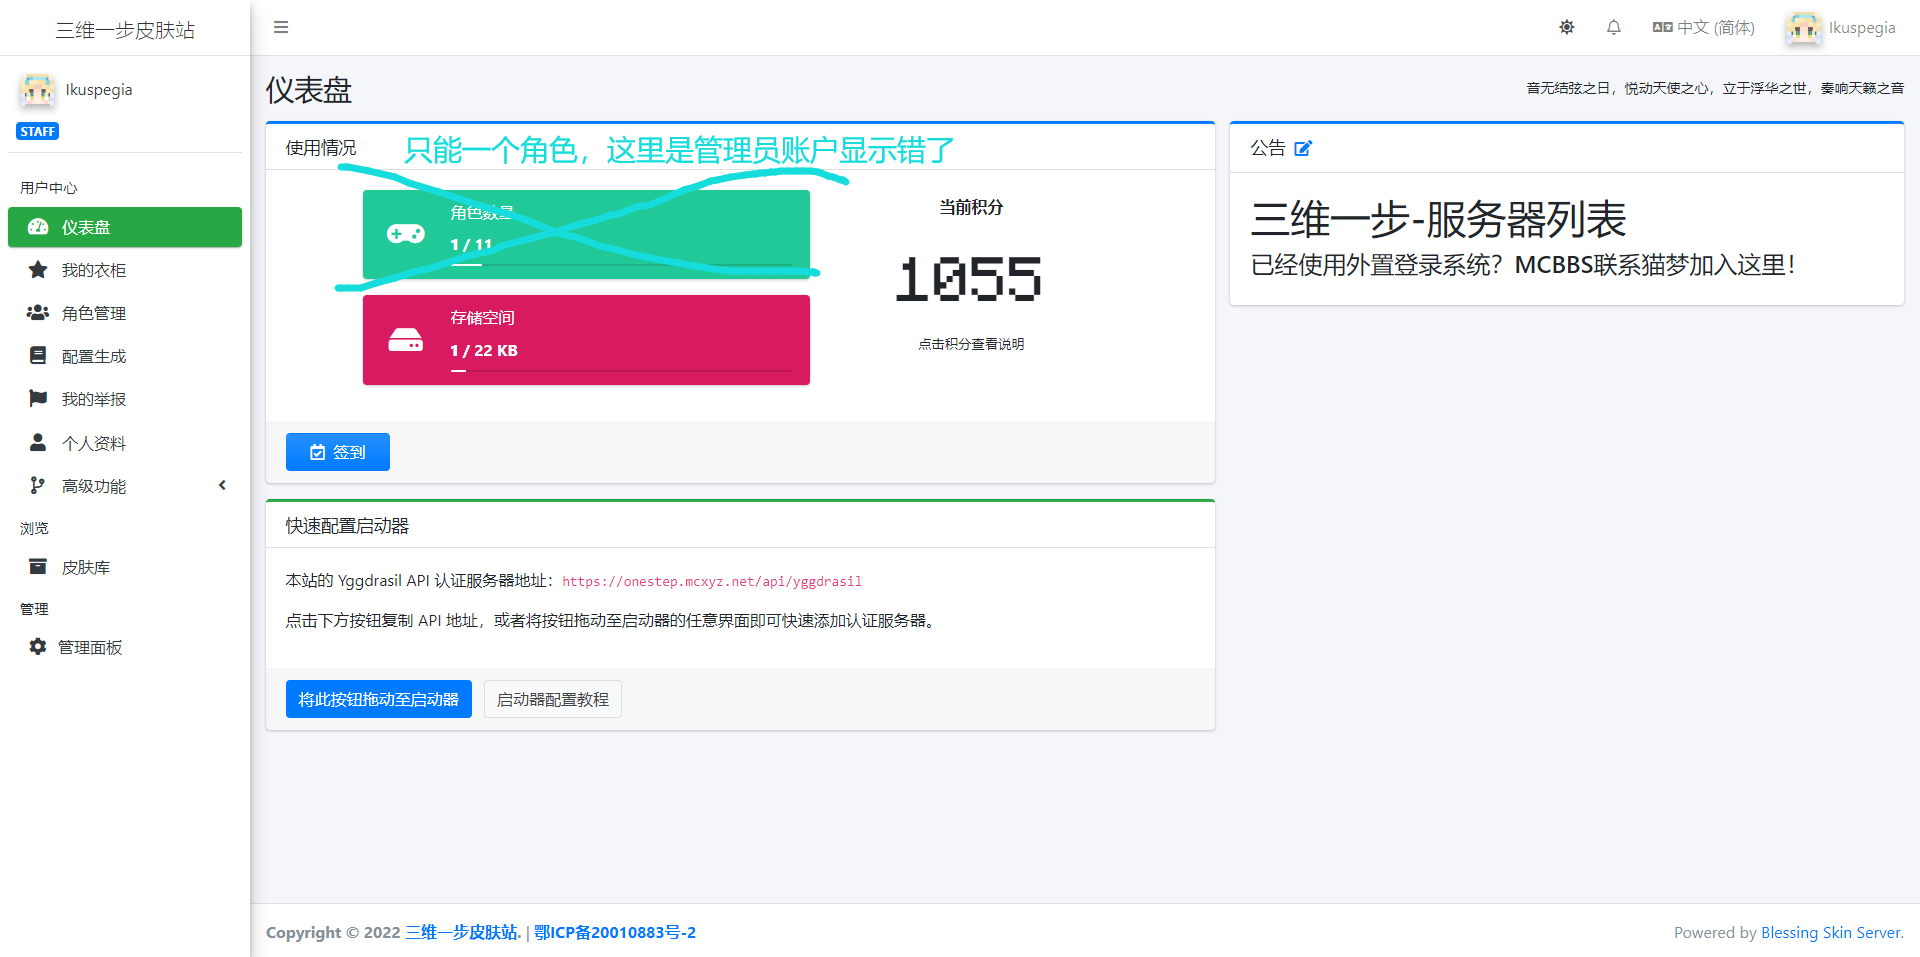 三维一步皮肤站
中文 (简体)
Ikuspegia
Ikuspegia
STAFF
用户中心
仪表盘
我的衣柜
角色管理
配置生成
我的举报
个人资料
高级功能
浏览
皮肤库
管理
管理面板
仪表盘
音无结弦之日，悦动天使之心，立于浮华之世，奏响天籁之音
使用情况
只能一个角色，这里是管理员账户显示错了
角色数量
1 / 11
存储空间
1 / 22 KB
当前积分
1055
点击积分查看说明
签到
公告
三维一步-服务器列表
已经使用外置登录系统？MCBBS联系猫梦加入这里！
快速配置启动器
本站的 Yggdrasil API 认证服务器地址：https://onestep.mcxyz.net/api/yggdrasil
点击下方按钮复制 API 地址，或者将按钮拖动至启动器的任意界面即可快速添加认证服务器。
将此按钮拖动至启动器
启动器配置教程
Copyright © 2022 三维一步皮肤站. | 鄂ICP备20010883号-2
Powered by Blessing Skin Server.